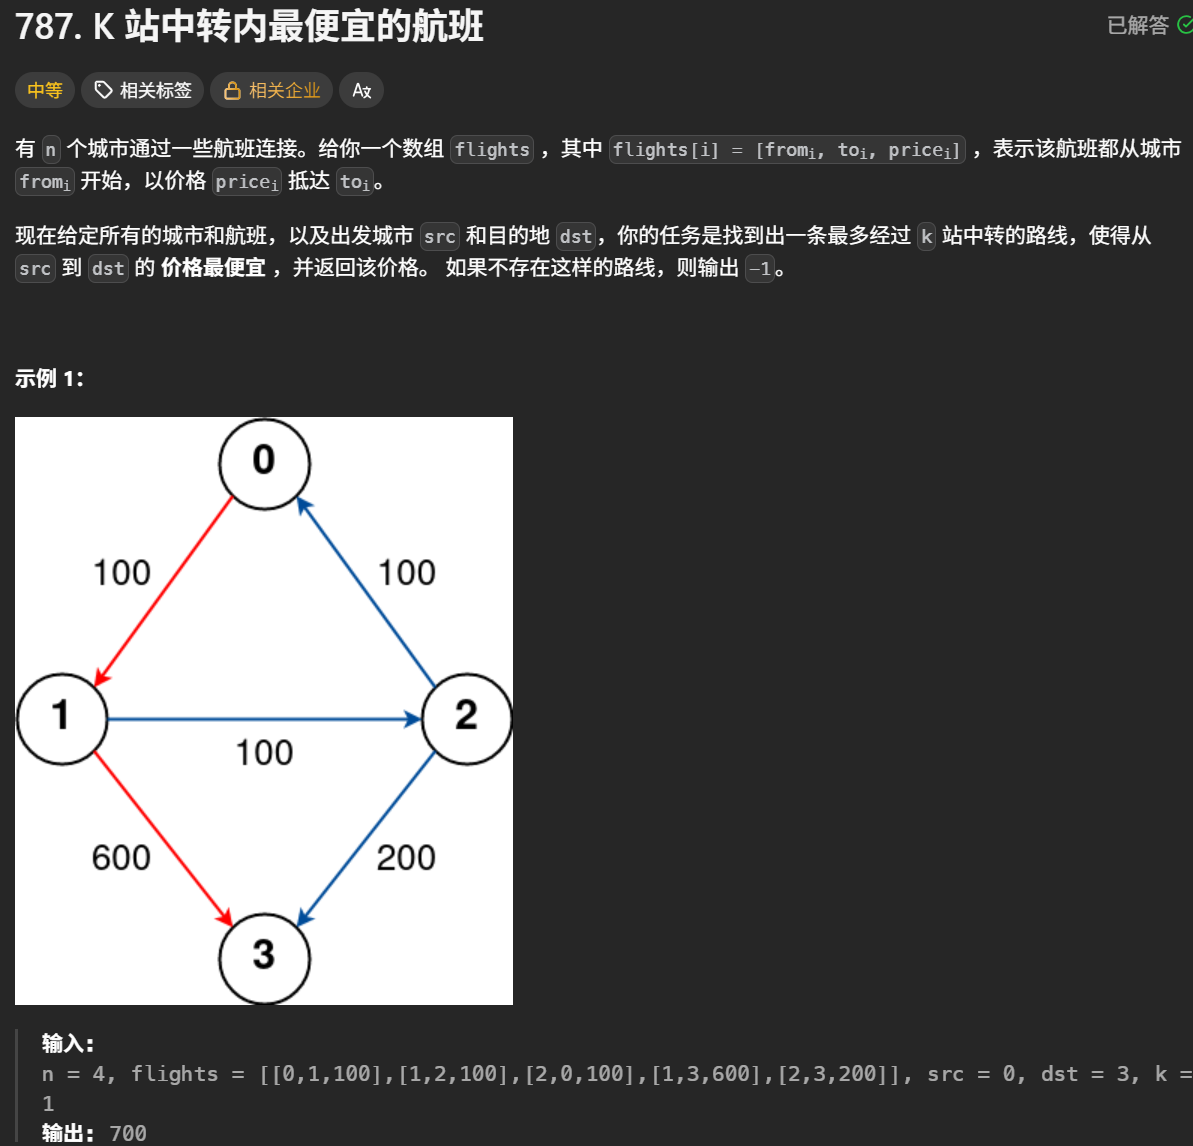 787. K 站中转内最便宜的航班
已解答
中等 相关标签 相关企业 A文
有 n 个城市通过一些航班连接。给你一个数组 flights ，其中 flights[i] = [fromi, toi, pricei] ，表示该航班都从城市
fromi 开始，以价格 pricei 抵达 toi。
现在给定所有的城市和航班，以及出发城市 src 和目的地 dst，你的任务是找到出一条最多经过 k 站中转的路线，使得从
src 到 dst 的 价格最便宜 ，并返回该价格。 如果不存在这样的路线，则输出 -1。
示例 1：
0
100
100
1
2
100
600
200
3
输入：
n = 4, flights = [[0,1,100],[1,2,100],[2,0,100],[1,3,600],[2,3,200]], src = 0, dst = 3, k =
1
输出： 700